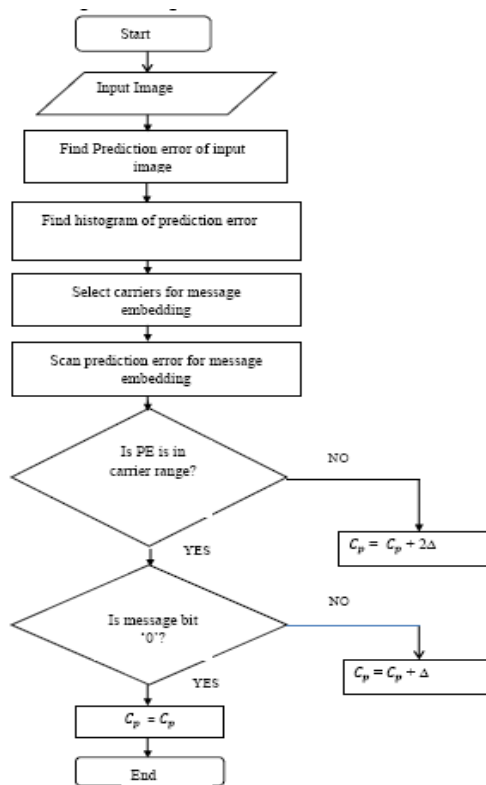 Start
Input Image
Find Prediction error of input
image
Find histogram of prediction error
Select carriers for message
embedding
Scan prediction error for message
embedding
Is PE is in
carrier range?
NO
C_p = C_p + 2Δ
YES
Is message bit
‘0’?
NO
C_p = C_p + Δ
YES
C_p = C_p
End